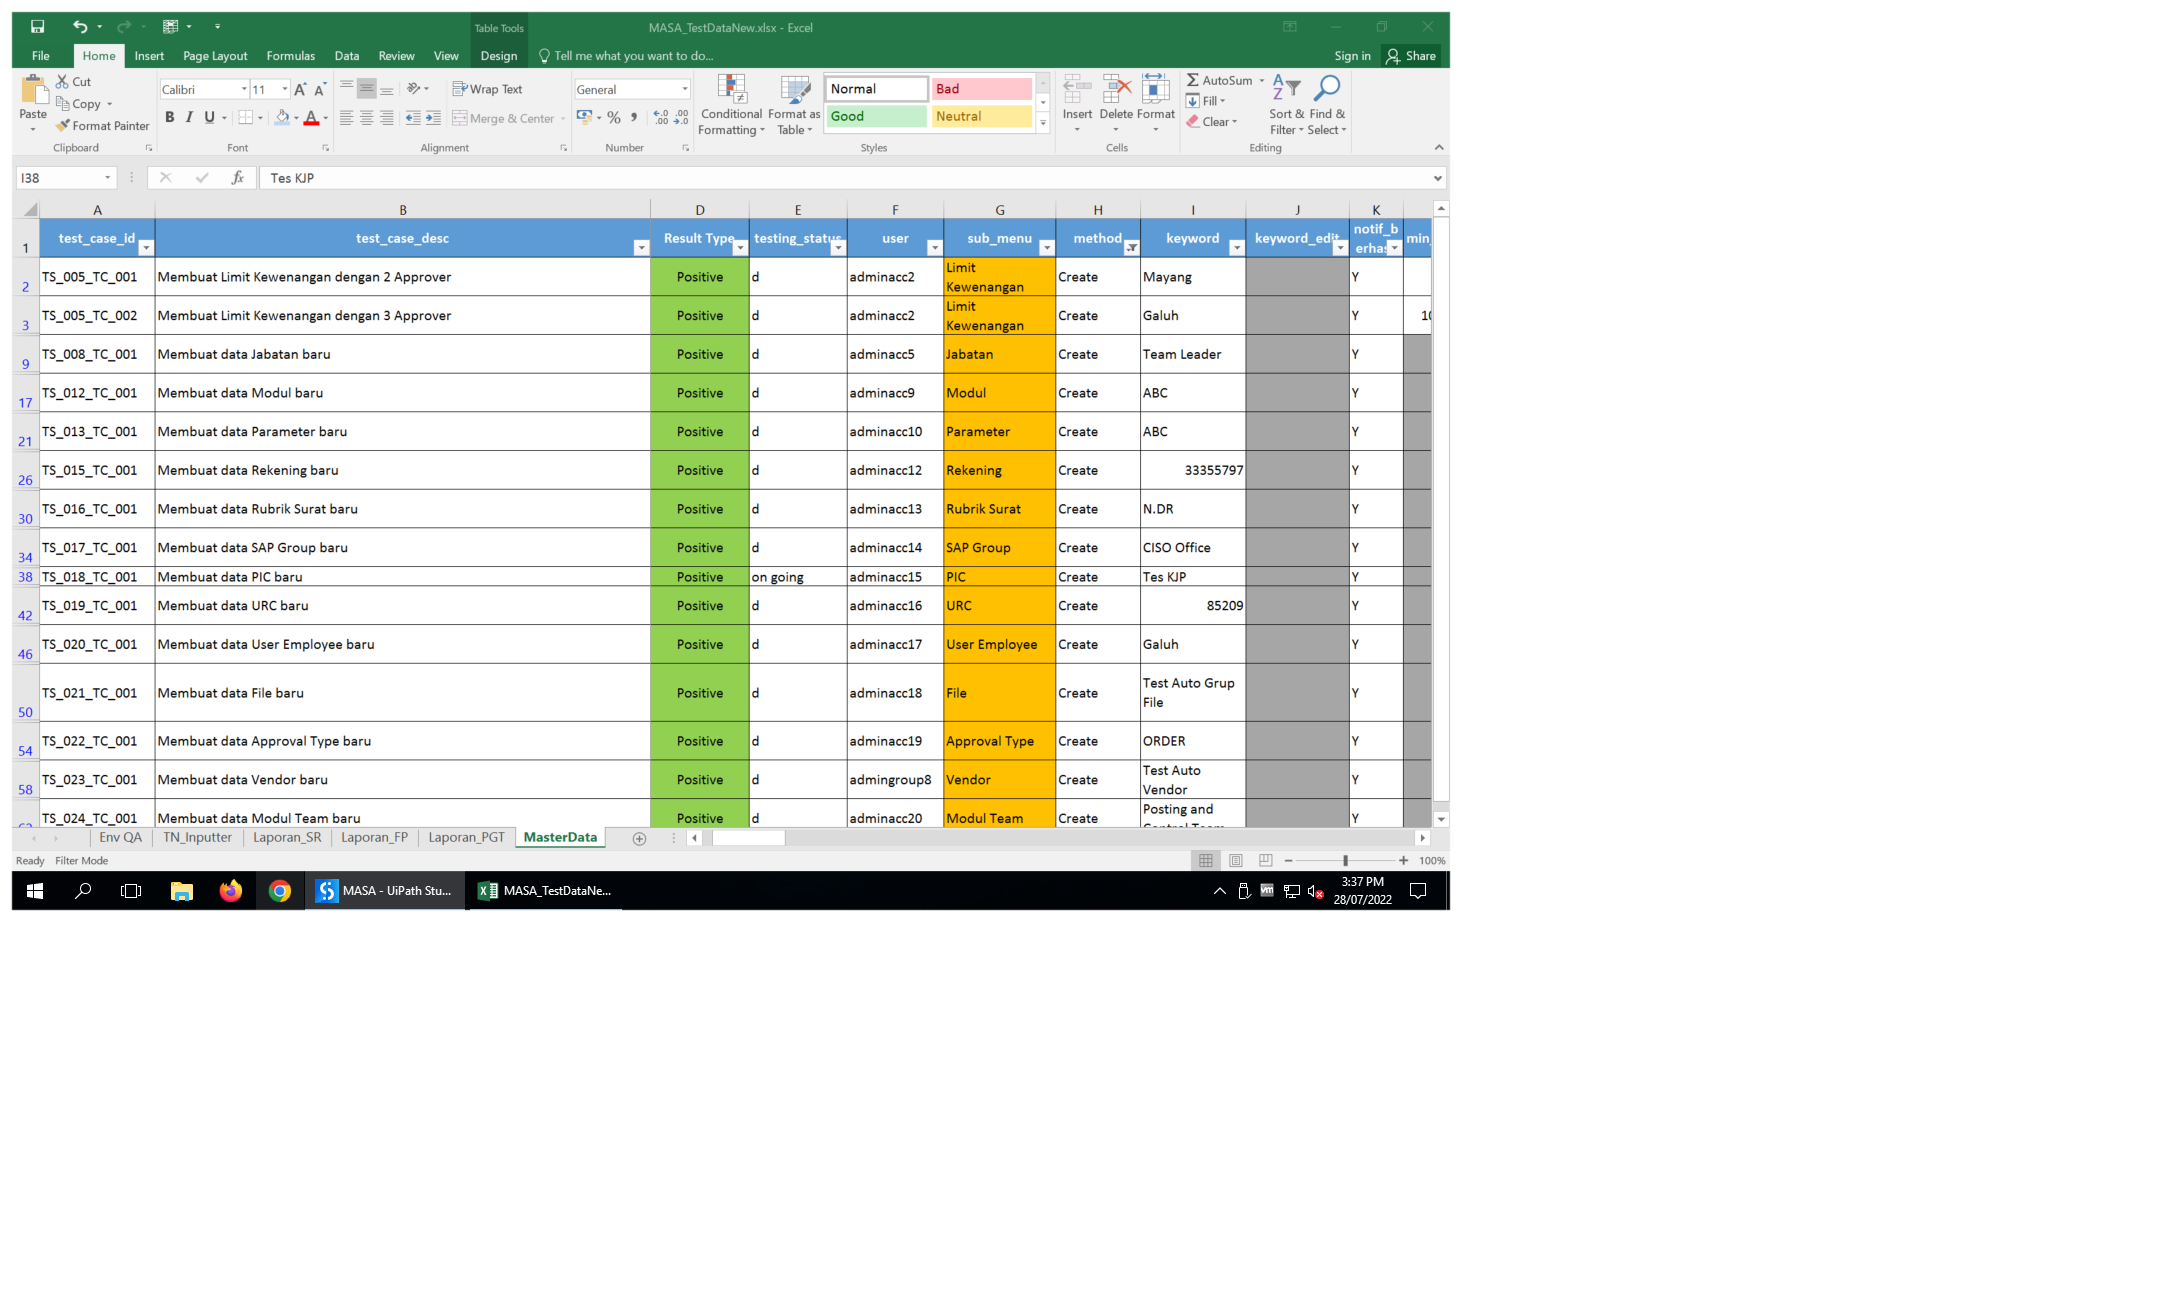 Table Tools
MASA_TestDataNew.xlsx - Excel
File Home Insert Page Layout Formulas Data Review View Design Tell me what you want to do... Sign in Share
Paste
Cut
Copy
Format Painter
Clipboard
Calibri 11
B I U
Font
Wrap Text
Merge & Center
Alignment
General
Number
Conditional Formatting
Format as Table
Normal Bad
Good Neutral
Styles
Insert Delete Format
Cells
AutoSum
Fill
Clear
Sort & Filter
Find & Select
Editing
I38 fx Tes KJP
A B D E F G H I J K
1 test_case_id test_case_desc Result Type testing_status user sub_menu method keyword keyword_edit notif_berhas min_
2 TS_005_TC_001 Membuat Limit Kewenangan dengan 2 Approver Positive d adminacc2 Limit Kewenangan Create Mayang Y
3 TS_005_TC_002 Membuat Limit Kewenangan dengan 3 Approver Positive d adminacc2 Limit Kewenangan Create Galuh Y
9 TS_008_TC_001 Membuat data Jabatan baru Positive d adminacc5 Jabatan Create Team Leader Y
17 TS_012_TC_001 Membuat data Modul baru Positive d adminacc9 Modul Create ABC Y
21 TS_013_TC_001 Membuat data Parameter baru Positive d adminacc10 Parameter Create ABC Y
26 TS_015_TC_001 Membuat data Rekening baru Positive d adminacc12 Rekening Create 33355797 Y
30 TS_016_TC_001 Membuat data Rubrik Surat baru Positive d adminacc13 Rubrik Surat Create N.DR Y
34 TS_017_TC_001 Membuat data SAP Group baru Positive d adminacc14 SAP Group Create CISO Office Y
38 TS_018_TC_001 Membuat data PIC baru Positive on going adminacc15 PIC Create Tes KJP Y
42 TS_019_TC_001 Membuat data URC baru Positive d adminacc16 URC Create 85209 Y
46 TS_020_TC_001 Membuat data User Employee baru Positive d adminacc17 User Employee Create Galuh Y
50 TS_021_TC_001 Membuat data File baru Positive d adminacc18 File Create Test Auto Grup File Y
54 TS_022_TC_001 Membuat data Approval Type baru Positive d adminacc19 Approval Type Create ORDER Y
58 TS_023_TC_001 Membuat data Vendor baru Positive d admingroup8 Vendor Create Test Auto Vendor Y
TS_024_TC_001 Membuat data Modul Team baru Positive d adminacc20 Modul Team Create Posting and Y
Env QA TN_Inputter Laporan_SR Laporan_FP Laporan_PGT MasterData
Ready Filter Mode 100%
MASA - UiPath Stu... MASA_TestDataNe... 3:37 PM
28/07/2022